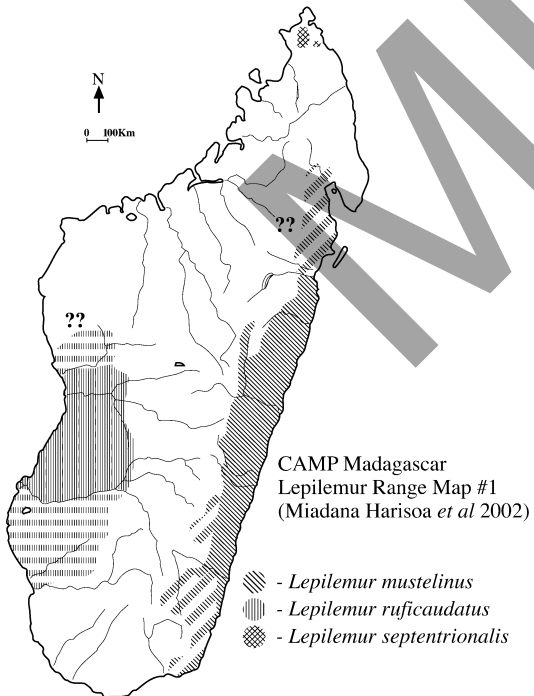 N
0 100Km
??
??
CAMP Madagascar
Lepilemur Range Map #1
(Miadana Harisoa et al 2002)
- Lepilemur mustelinus
- Lepilemur ruficaudatus
- Lepilemur septentrionalis